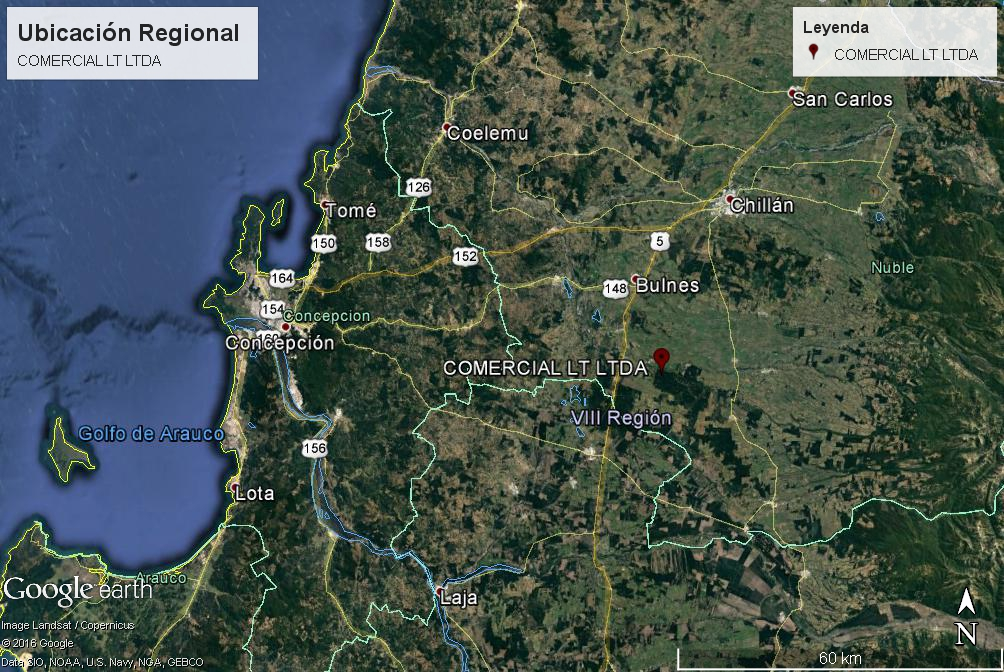 Ubicación Regional
COMERCIAL LT LTDA
Leyenda
COMERCIAL LT LTDA
San Carlos
Coelemu
126
Chillán
Tomé
150
158
152
5
Nuble
164
148
Bulnes
154
Concepcion
160
Concepción
COMERCIAL LT LTDA
VIII Región
Golfo de Arauco
156
Lota
Arauco
Google earth
Laja
Image Landsat / Copernicus
© 2016 Google
Data SIO, NOAA, U.S. Navy, NGA, GEBCO
N
60 km